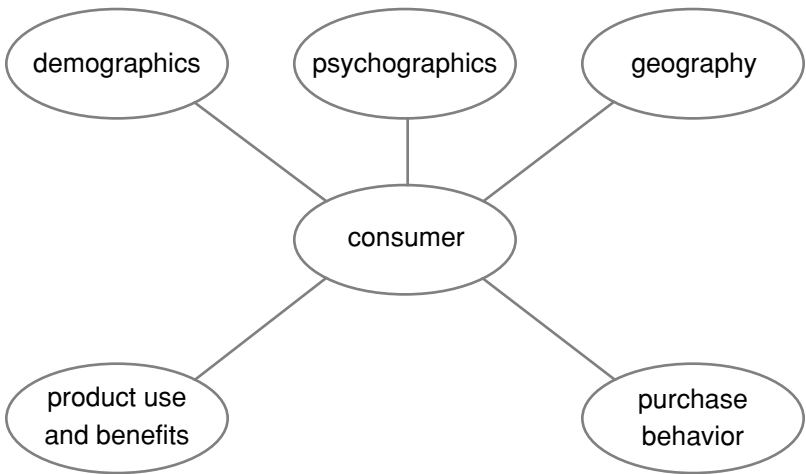 demographics
psychographics
geography
consumer
product use
and benefits
purchase
behavior